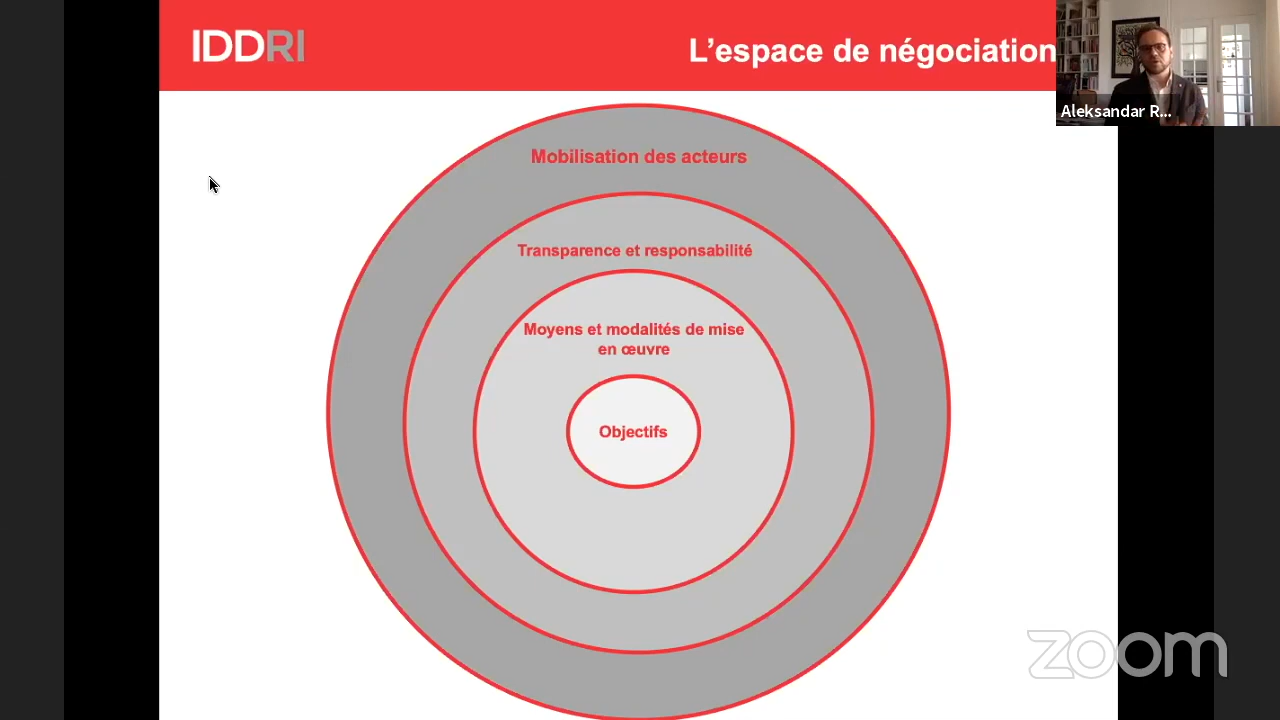 IDDRI
L’espace de négociation
Aleksandar R...
Mobilisation des acteurs
Transparence et responsabilité
Moyens et modalités de mise
en œuvre
Objectifs
zoom